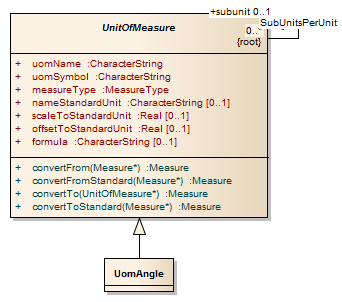 +subunit 0..1
UnitOfMeasure
SubUnitsPerUnit
0..*
{root}
+ uomName :CharacterString
+ uomSymbol :CharacterString
+ measureType :MeasureType
+ nameStandardUnit :CharacterString [0..1]
+ scaleToStandardUnit :Real [0..1]
+ offsetToStandardUnit :Real [0..1]
+ formula :CharacterString [0..1]
+ convertFrom(Measure*) :Measure
+ convertFromStandard(Measure*) :Measure
+ convertTo(UnitOfMeasure*) :Measure
+ convertToStandard(Measure*) :Measure
UomAngle